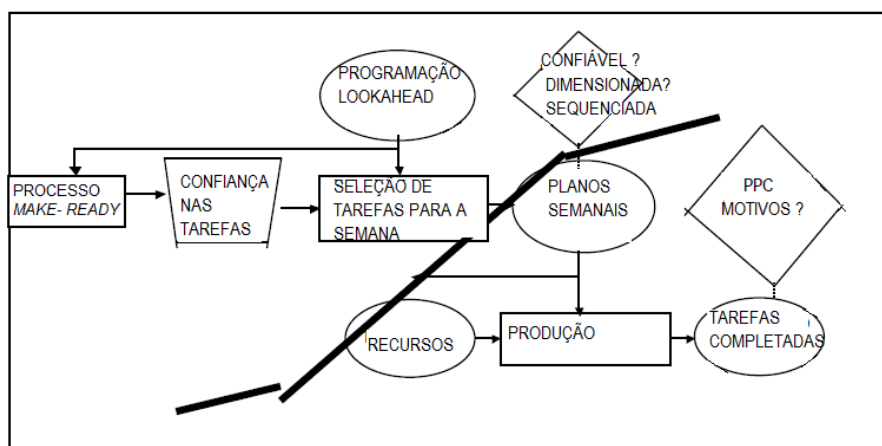 PROGRAMAÇÃO
LOOKAHEAD
CONFIÁVEL ?
DIMENSIONADA?
SEQUENCIADA
PROCESSO
MAKE- READY
CONFIANÇA
NAS
TAREFAS
SELEÇÃO DE
TAREFAS PARA A
SEMANA
PLANOS
SEMANAIS
PPC
MOTIVOS ?
RECURSOS
PRODUÇÃO
TAREFAS
COMPLETADAS